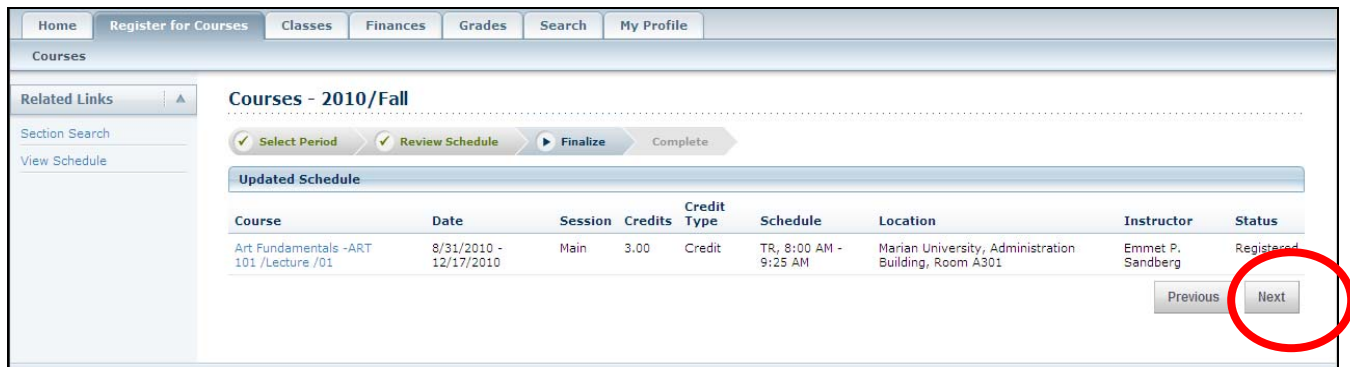 Home Register for Courses Classes Finances Grades Search My Profile
Courses
Related Links
Section Search
View Schedule
Courses - 2010/Fall
Select Period Review Schedule Finalize Complete
Updated Schedule
Course Date Session Credits Credit Type Schedule Location Instructor Status
Art Fundamentals -ART 8/31/2010 - Main 3.00 Credit TR, 8:00 AM - Marian University, Administration Emmet P. Registered
101 /Lecture /01 12/17/2010 9:25 AM Building, Room A301 Sandberg
Previous Next